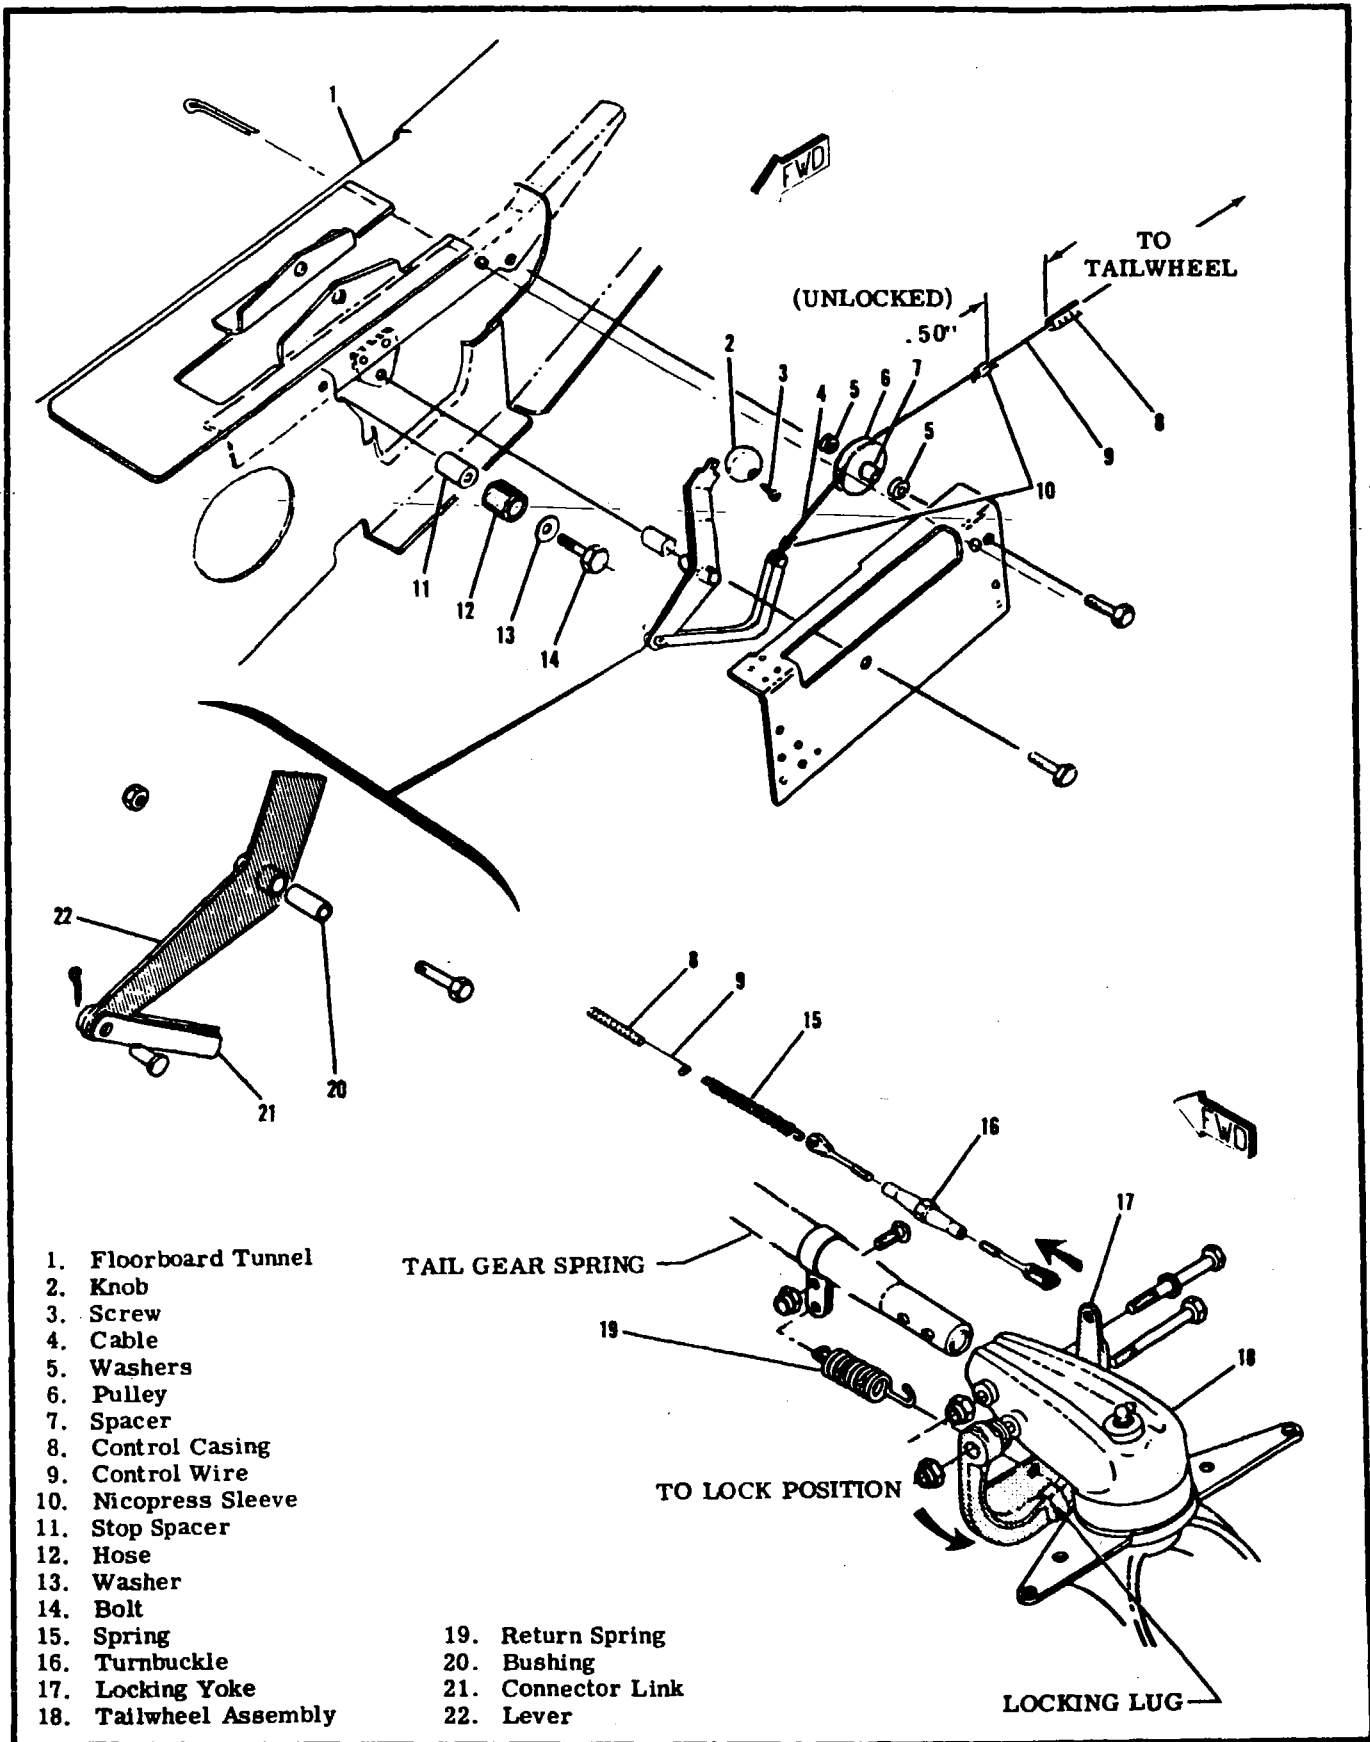 1
FWD
TO
TAILWHEEL
(UNLOCKED)
.50"
2
3
4
5
6
7
5
8
9
10
11
12
13
14
22
20
21
8
9
15
FWD
16
17
TAIL GEAR SPRING
19
18
TO LOCK POSITION
LOCKING LUG
1. Floorboard Tunnel
2. Knob
3. Screw
4. Cable
5. Washers
6. Pulley
7. Spacer
8. Control Casing
9. Control Wire
10. Nicopress Sleeve
11. Stop Spacer
12. Hose
13. Washer
14. Bolt
15. Spring
16. Turnbuckle
17. Locking Yoke
18. Tailwheel Assembly
19. Return Spring
20. Bushing
21. Connector Link
22. Lever